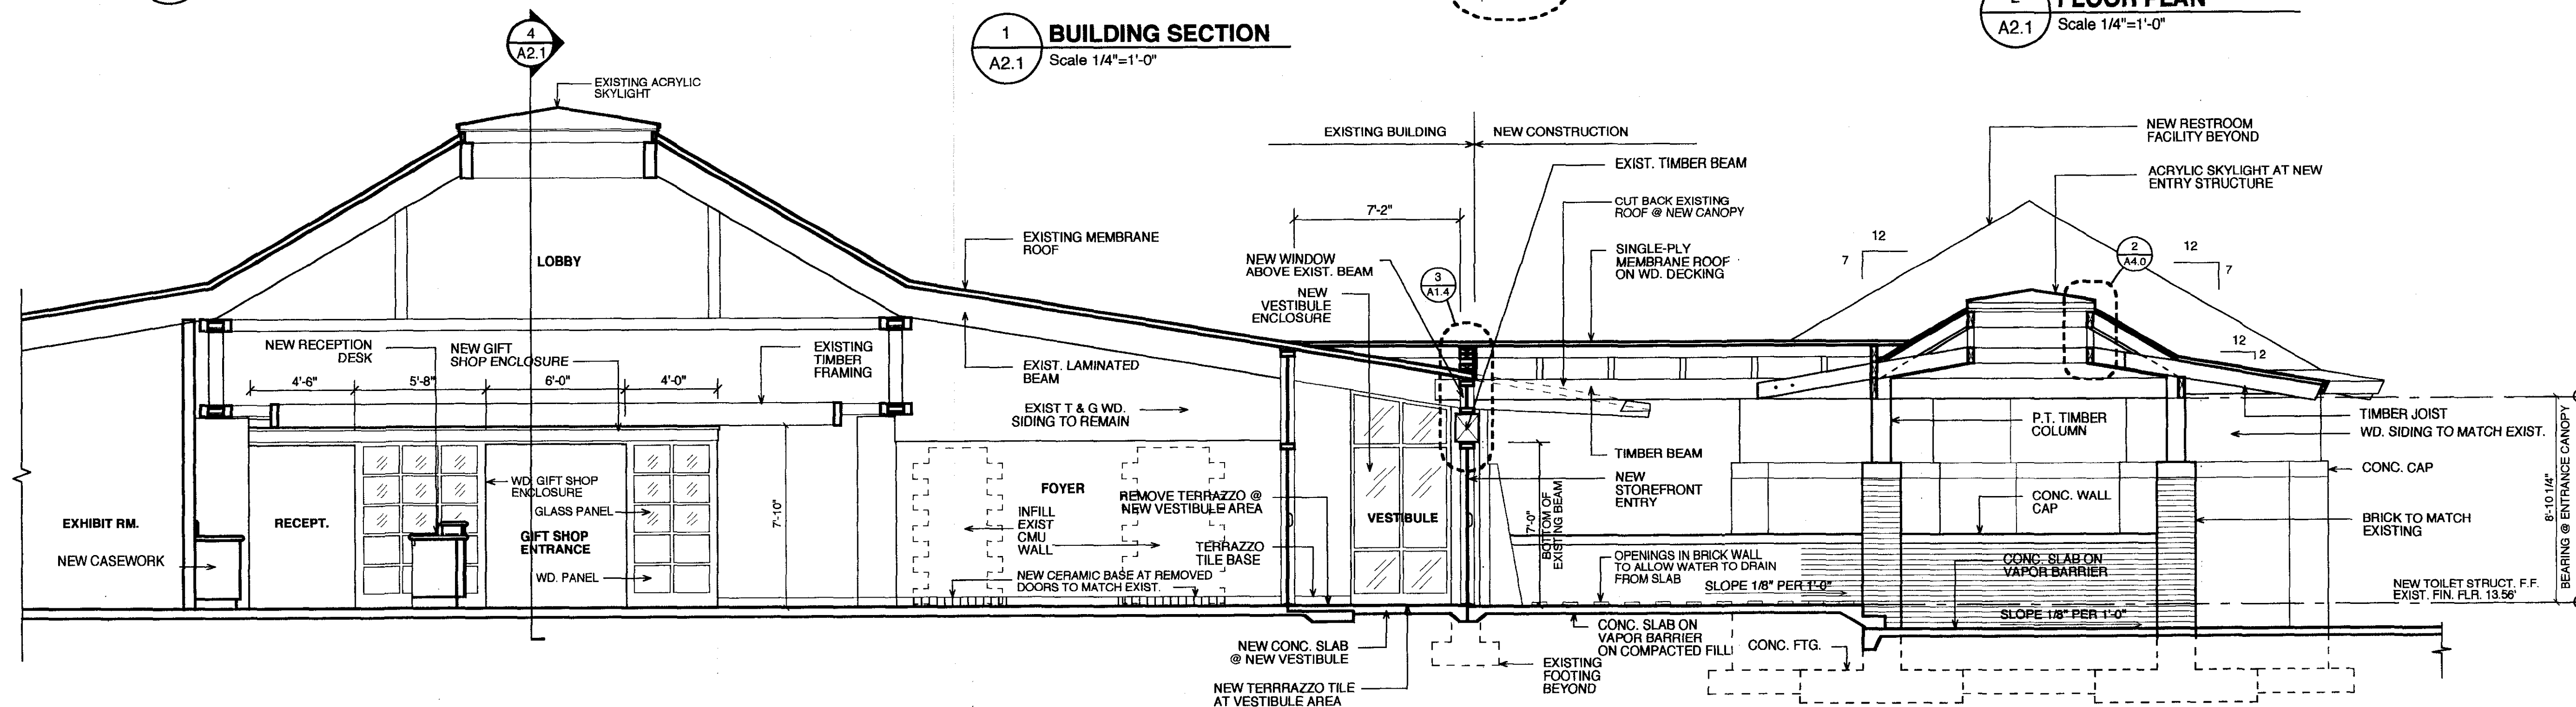 1
A2.1
BUILDING SECTION
Scale 1/4"=1'-0"
A2.1
FLOOR PLAN
Scale 1/4"=1'-0"
4
A2.1
EXISTING ACRYLIC
SKYLIGHT
EXISTING BUILDING
NEW CONSTRUCTION
NEW RESTROOM
FACILITY BEYOND
EXIST. TIMBER BEAM
ACRYLIC SKYLIGHT AT NEW
ENTRY STRUCTURE
CUT BACK EXISTING
ROOF @ NEW CANOPY
7'-2"
EXISTING MEMBRANE
ROOF
LOBBY
NEW WINDOW
ABOVE EXIST. BEAM
SINGLE-PLY
MEMBRANE ROOF
ON WD. DECKING
12
7
2
A4.0
12
7
3
A1.4
NEW
VESTIBULE
ENCLOSURE
NEW RECEPTION
DESK
NEW GIFT
SHOP ENCLOSURE
EXISTING
TIMBER
FRAMING
EXIST. LAMINATED
BEAM
12
2
4'-6"
5'-8"
6'-0"
4'-0"
EXIST T & G WD.
SIDING TO REMAIN
TIMBER JOIST
P.T. TIMBER
COLUMN
WD. SIDING TO MATCH EXIST.
TIMBER BEAM
CONC. CAP
WD. GIFT SHOP
ENCLOSURE
GLASS PANEL
FOYER
REMOVE TERRAZZO @
NEW VESTIBULE AREA
NEW
STOREFRONT
ENTRY
CONC. WALL
CAP
EXHIBIT RM.
RECEPT.
7'-10"
INFILL
EXIST
CMU
WALL
VESTIBULE
7'-0"
BOTTOM OF
EXISTING BEAM
BRICK TO MATCH
EXISTING
8'-10 1/4"
BEARING @ ENTRANCE CANOPY
GIFT SHOP
ENTRANCE
NEW CASEWORK
TERRAZZO
TILE BASE
OPENINGS IN BRICK WALL
TO ALLOW WATER TO DRAIN
FROM SLAB
CONC. SLAB ON
VAPOR BARRIER
WD. PANEL
NEW CERAMIC BASE AT REMOVED
DOORS TO MATCH EXIST.
SLOPE 1/8" PER 1'-0"
NEW TOILET STRUCT. F.F.
EXIST. FIN. FLR. 13.56'
SLOPE 1/8" PER 1'-0"
CONC. SLAB ON
VAPOR BARRIER
ON COMPACTED FILL
NEW CONC. SLAB
@ NEW VESTIBULE
CONC. FTG.
EXISTING
FOOTING
BEYOND
NEW TERRRAZZO TILE
AT VESTIBULE AREA